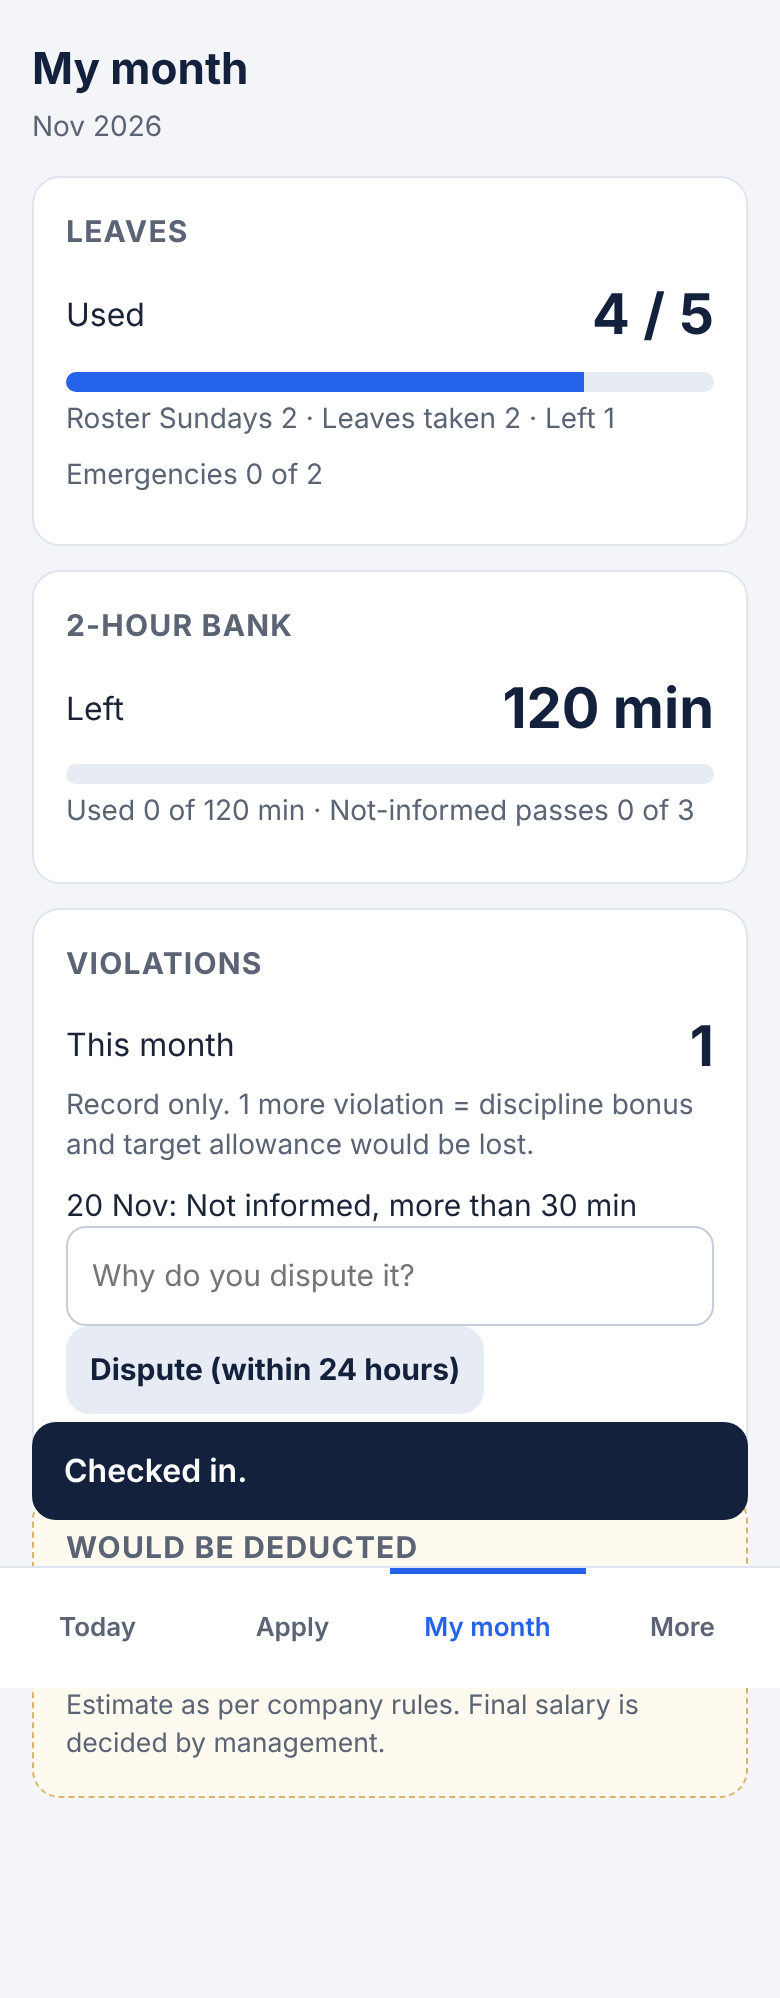 My month
Nov 2026
LEAVES
Used 4 / 5
Roster Sundays 2 · Leaves taken 2 · Left 1
Emergencies 0 of 2
2-HOUR BANK
Left 120 min
Used 0 of 120 min · Not-informed passes 0 of 3
VIOLATIONS
This month 1
Record only. 1 more violation = discipline bonus
and target allowance would be lost.
20 Nov: Not informed, more than 30 min
Why do you dispute it?
Dispute (within 24 hours)
Checked in.
WOULD BE DEDUCTED
Today Apply My month More
Estimate as per company rules. Final salary is
decided by management.